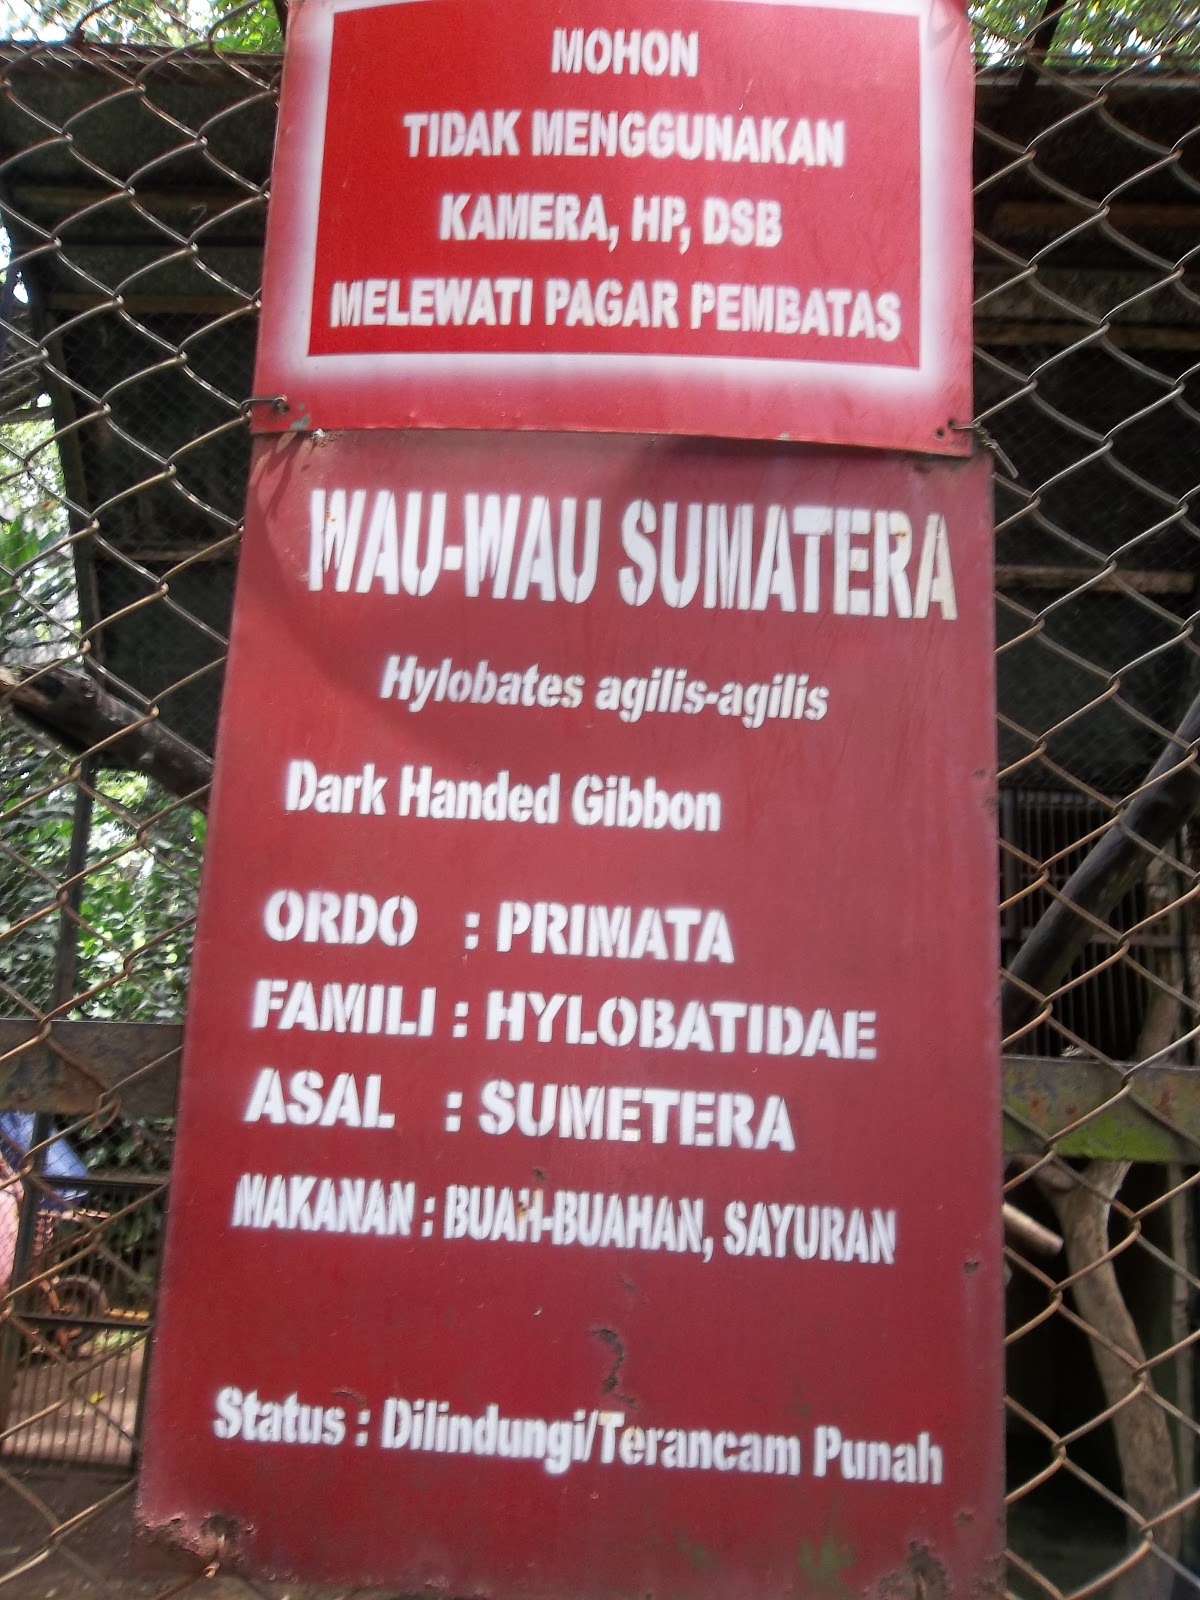 MOHON
TIDAK MENGGUNAKAN
KAMERA, HP, DSB
MELEWATI PAGAR PEMBATAS
WAU-WAU SUMATERA
Hylobates agilis-agilis
Dark Handed Gibbon
ORDO : PRIMATA
FAMILI : HYLOBATIDAE
ASAL : SUMETERA
MAKANAN : BUAH-BUAHAN, SAYURAN
Status : Dilindungi/Terancam Punah